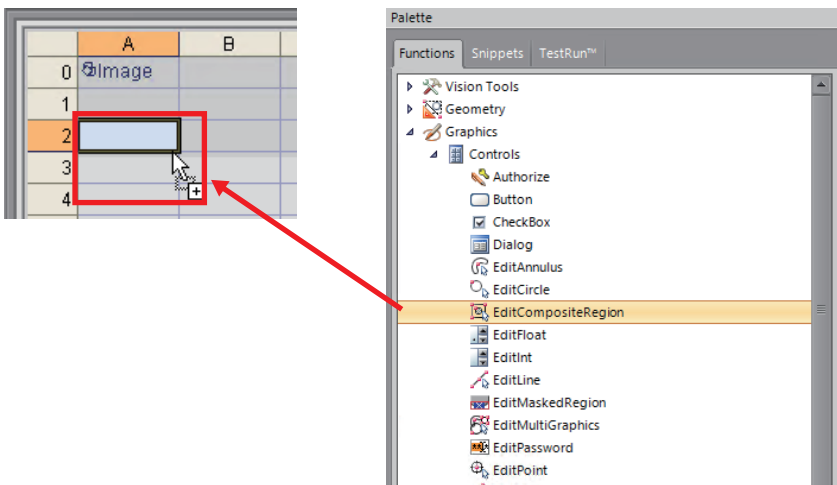 A B
0 Image
1
2
3
4
Palette
Functions Snippets TestRun™
Vision Tools
Geometry
Graphics
Controls
Authorize
Button
CheckBox
Dialog
EditAnnulus
EditCircle
EditCompositeRegion
EditFloat
EditInt
EditLine
EditMaskedRegion
EditMultiGraphics
EditPassword
EditPoint